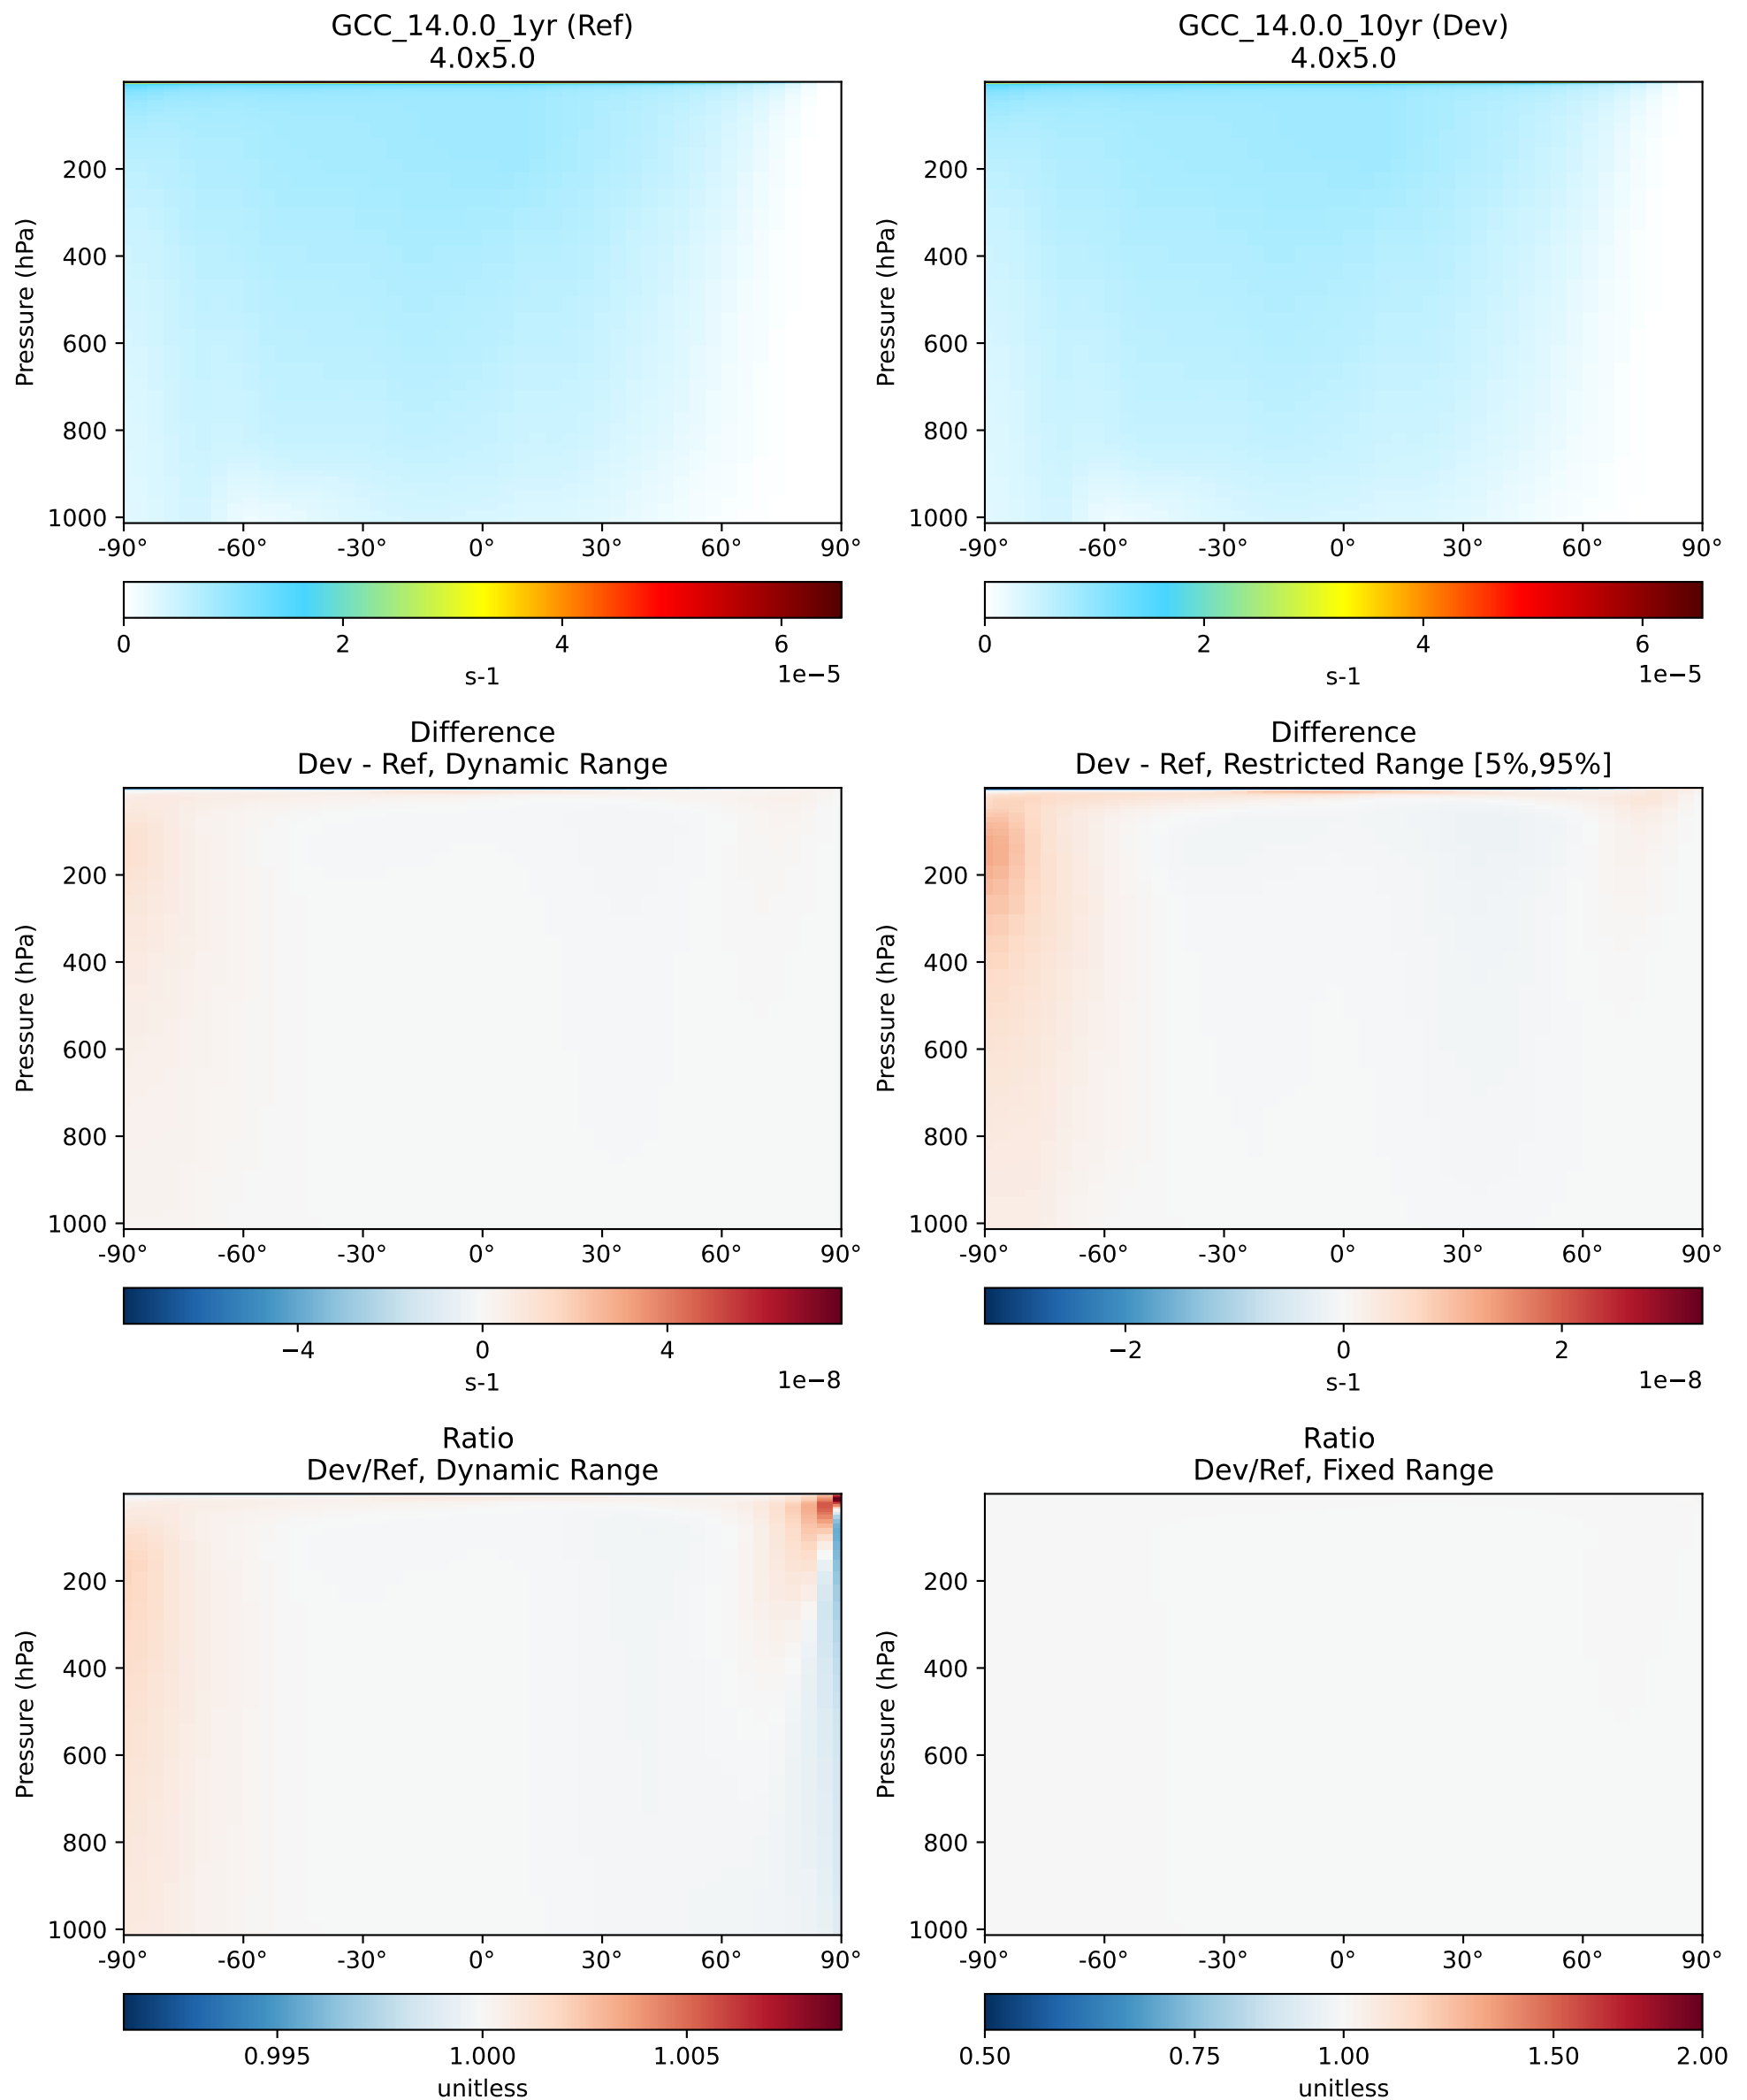 GCC_14.0.0_1yr (Ref)
4.0x5.0
Pressure (hPa)
200
400
600
800
1000
-90° -60° -30° 0° 30° 60° 90°
0 2 4 6
1e−5
s-1
GCC_14.0.0_10yr (Dev)
4.0x5.0
Pressure (hPa)
200
400
600
800
1000
-90° -60° -30° 0° 30° 60° 90°
0 2 4 6
1e−5
s-1
Difference
Dev - Ref, Dynamic Range
Pressure (hPa)
200
400
600
800
1000
-90° -60° -30° 0° 30° 60° 90°
−4 0 4
1e−8
s-1
Difference
Dev - Ref, Restricted Range [5%,95%]
Pressure (hPa)
200
400
600
800
1000
-90° -60° -30° 0° 30° 60° 90°
−2 0 2
1e−8
s-1
Ratio
Dev/Ref, Dynamic Range
Pressure (hPa)
200
400
600
800
1000
-90° -60° -30° 0° 30° 60° 90°
0.995 1.000 1.005
unitless
Ratio
Dev/Ref, Fixed Range
Pressure (hPa)
200
400
600
800
1000
-90° -60° -30° 0° 30° 60° 90°
0.50 0.75 1.00 1.50 2.00
unitless